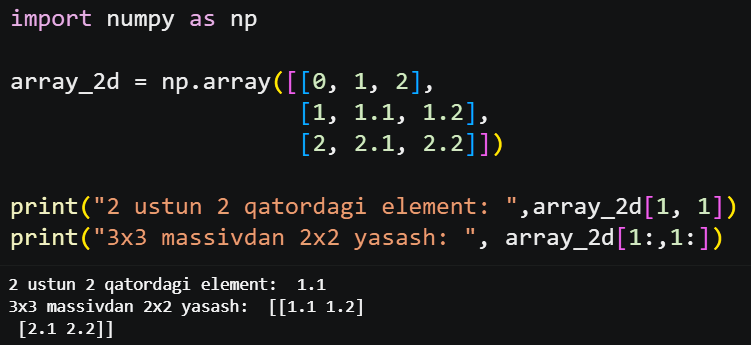 import numpy as np
array_2d = np.array([[0, 1, 2],
[1, 1.1, 1.2],
[2, 2.1, 2.2]])
print("2 ustun 2 qatordagi element: ",array_2d[1, 1])
print("3x3 massivdan 2x2 yasash: ", array_2d[1:,1:])
2 ustun 2 qatordagi element:  1.1
3x3 massivdan 2x2 yasash:  [[1.1 1.2]
[2.1 2.2]]